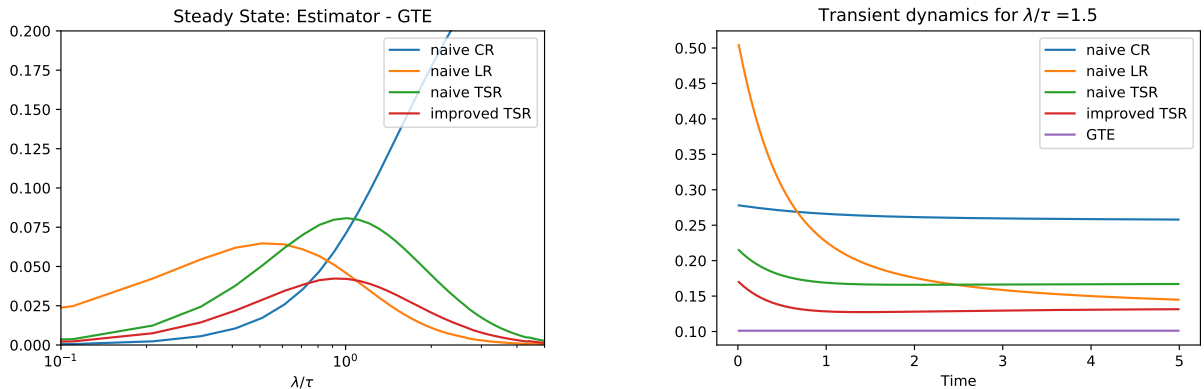 Steady State: Estimator - GTE
0.200
0.175
0.150
0.125
0.100
0.075
0.050
0.025
0.000
10⁻¹
10⁰
λ/τ
naive CR
naive LR
naive TSR
improved TSR
Transient dynamics for λ/τ =1.5
0.50
0.45
0.40
0.35
0.30
0.25
0.20
0.15
0.10
0
1
2
3
4
5
Time
naive CR
naive LR
naive TSR
improved TSR
GTE